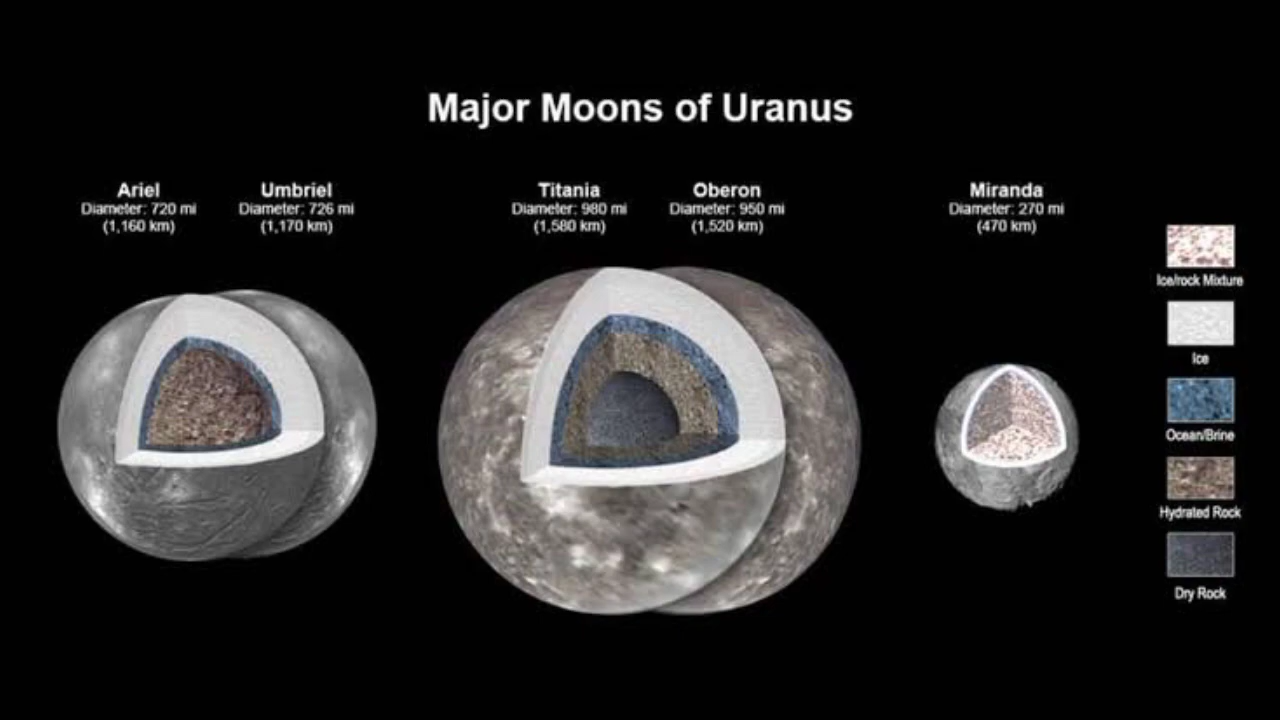 Major Moons of Uranus
Ariel
Diameter: 720 mi
(1,160 km)
Umbriel
Diameter: 726 mi
(1,170 km)
Titania
Diameter: 980 mi
(1,580 km)
Oberon
Diameter: 950 mi
(1,520 km)
Miranda
Diameter: 270 mi
(470 km)
Ice/rock Mixture
Ice
Ocean/Brine
Hydrated Rock
Dry Rock